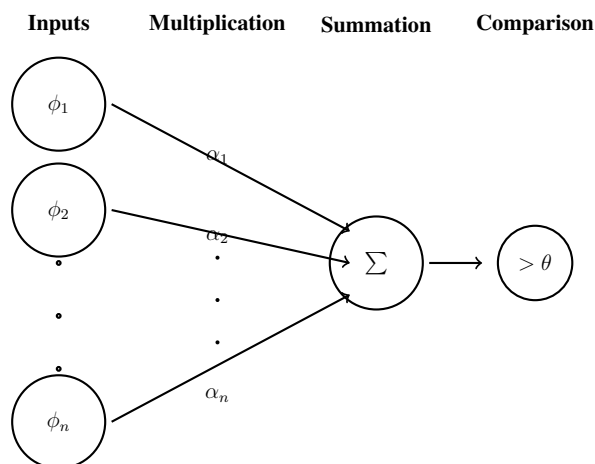 Inputs Multiplication Summation Comparison
ϕ₁
α₁
ϕ₂
α₂
∑ > θ
αₙ
ϕₙ